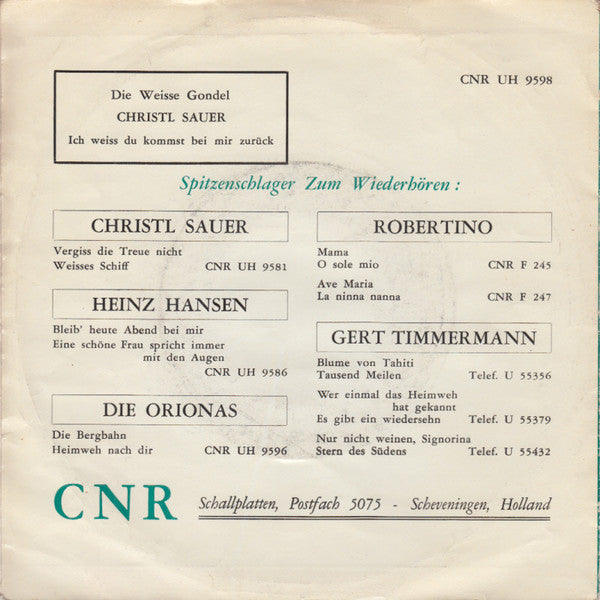 Die Weisse Gondel
CHRISTL SAUER
Ich weiss du kommst bei mir zurück
CNR UH 9598
Spitzenschlager Zum Wiederhören :
CHRISTL SAUER
Vergiss die Treue nicht
Weisses Schiff CNR UH 9581
HEINZ HANSEN
Bleib' heute Abend bei mir
Eine schöne Frau spricht immer
mit den Augen
CNR UH 9586
DIE ORIONAS
Die Bergbahn
Heimweh nach dir CNR UH 9596
ROBERTINO
Mama
O sole mio CNR F 245
Ave Maria
La ninna nanna CNR F 247
GERT TIMMERMANN
Blume von Tahiti
Tausend Meilen Telef. U 55356
Wer einmal das Heimweh
hat gekannt
Es gibt ein wiedersehn Telef. U 55379
Nur nicht weinen, Signorina
Stern des Südens Telef. U 55432
CNR Schallplatten, Postfach 5075 - Scheveningen, Holland